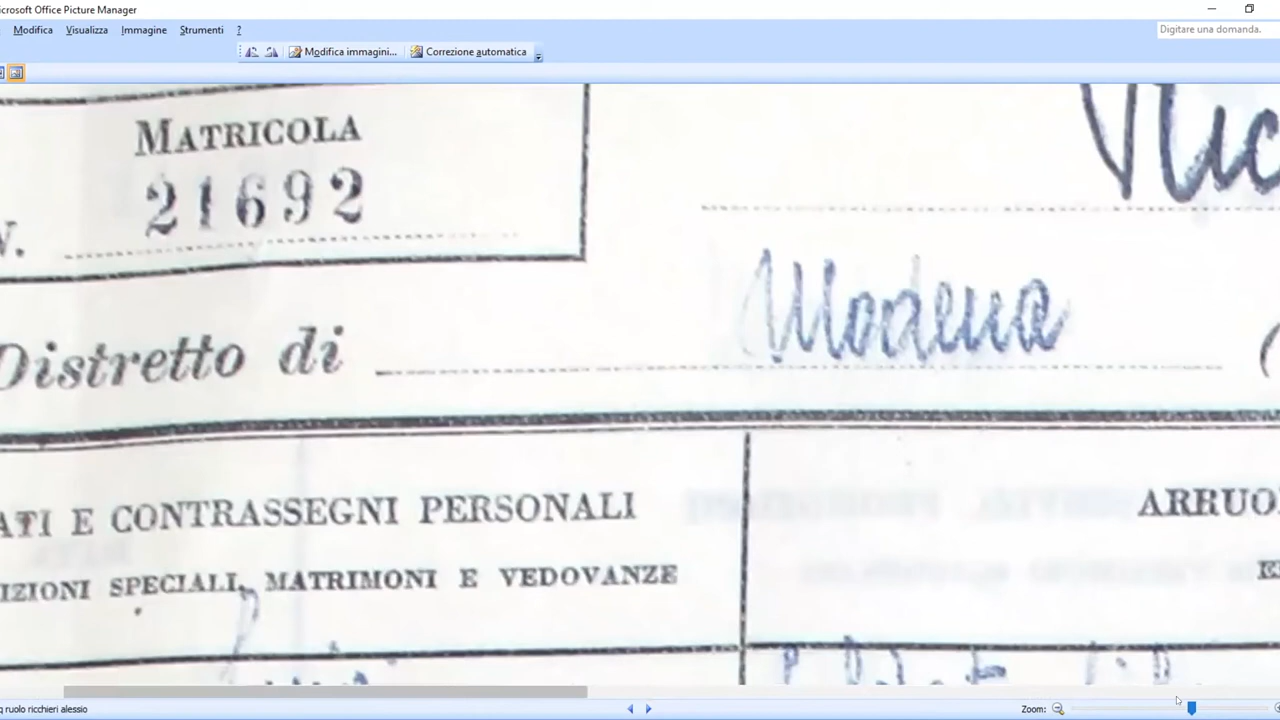 icrosoft Office Picture Manager
Modifica Visualizza Immagine Strumenti ?
Digitare una domanda.
Modifica immagini... Correzione automatica
MATRICOLA
21692
Distretto di Modena (
ATI E CONTRASSEGNI PERSONALI
ARRUO
IZIONI SPECIALI, MATRIMONI E VEDOVANZE
q ruolo ricchieri alessio
Zoom: